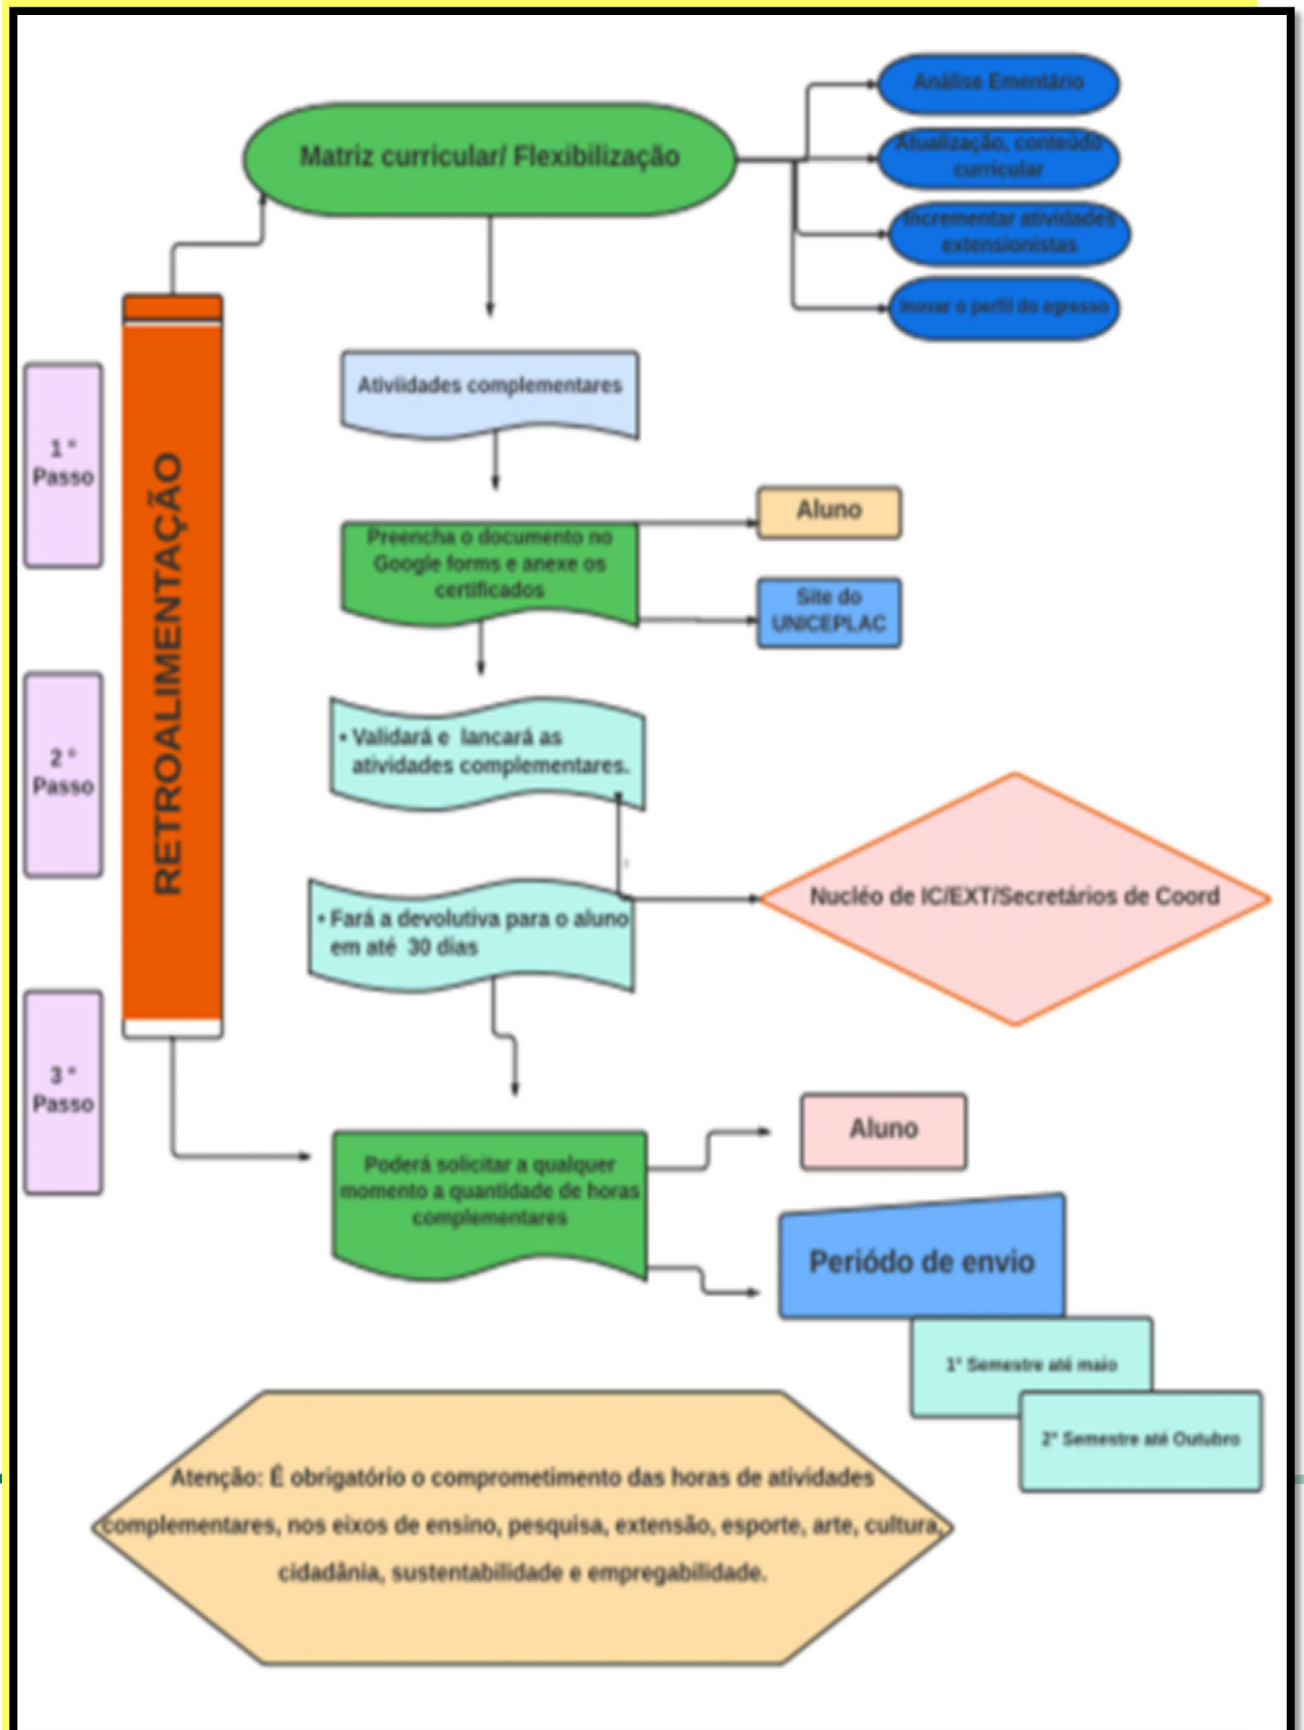 Matriz curricular/ Flexibilização
Análise Ementário
Atualização, conteúdo
curricular
Incrementar atividades
extensionistas
Inovar o perfil do egresso
RETROALIMENTAÇÃO
1 º
Passo
Ativiidades complementares
Preencha o documento no
Google forms e anexe os
certificados
Aluno
Site do
UNICEPLAC
2 º
Passo
• Validará e  lancará as
atividades complementares.
• Fará a devolutiva para o aluno
em até  30 dias
Nucléo de IC/EXT/Secretários de Coord
3 º
Passo
Poderá solicitar a qualquer
momento a quantidade de horas
complementares
Aluno
Periódo de envio
1° Semestre até maio
2° Semestre até Outubro
Atenção: É obrigatório o comprometimento das horas de atividades
complementares, nos eixos de ensino, pesquisa, extensão, esporte, arte, cultura,
cidadânia, sustentabilidade e empregabilidade.